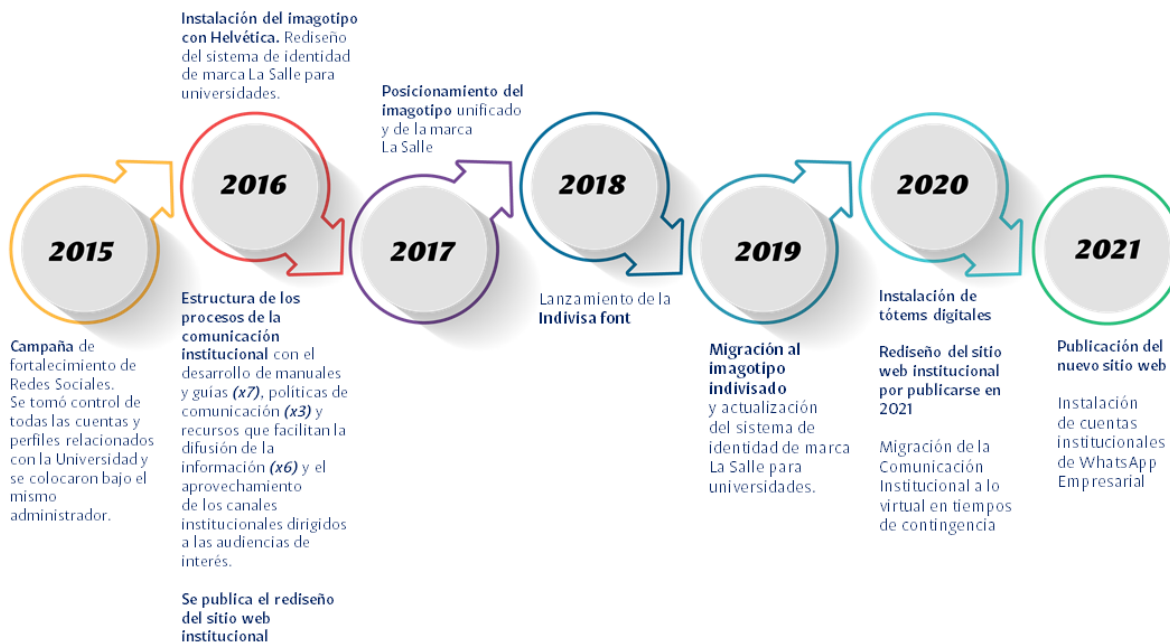 2015
Campaña de
fortalecimiento de
Redes Sociales.
Se tomó control de
todas las cuentas y
perfiles relacionados
con la Universidad y
se colocaron bajo el
mismo
administrador.
Instalación del imagotipo
con Helvética. Rediseño
del sistema de identidad
de marca La Salle para
universidades.
2016
Estructura de los
procesos de la
comunicación
institucional con el
desarrollo de manuales
y guías (x7), políticas de
comunicación (x3) y
recursos que facilitan la
difusión de la
información (x6) y el
aprovechamiento
de los canales
institucionales dirigidos
a las audiencias de
interés.
Se publica el rediseño
del sitio web
institucional
Posicionamiento del
imagotipo unificado
y de la marca
La Salle
2017
2018
Lanzamiento de la
Indivisa font
2019
Migración al
imagotipo
indivisado
y actualización
del sistema de
identidad de marca
La Salle para
universidades.
2020
Instalación de
tótems digitales
Rediseño del sitio
web institucional
por publicarse en
2021
Migración de la
Comunicación
Institucional a lo
virtual en tiempos
de contingencia
2021
Publicación del
nuevo sitio web
Instalación
de cuentas
institucionales
de WhatsApp
Empresarial